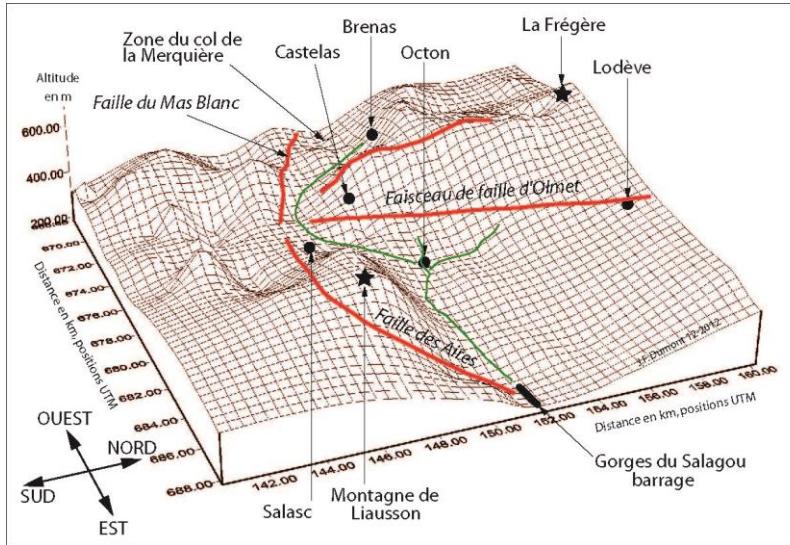 Brenas
La Frégère
Zone du col de
la Merquière
Castelas
Octon
Lodève
Altitude
en m
Faille du Mas Blanc
600.00
400.00
200.00
Faisceau de faille d'Olmet
670.00
672.00
674.00
676.00
678.00
680.00
682.00
684.00
686.00
688.00
Distance en km, positions UTM
Faille des Aires
J.F. Dumont 12-2012
142.00
144.00
146.00
148.00
150.00
152.00
154.00
156.00
158.00
160.00
Distance en km, positions UTM
OUEST
NORD
SUD
EST
Salasc
Montagne de
Liausson
Gorges du Salagou
barrage